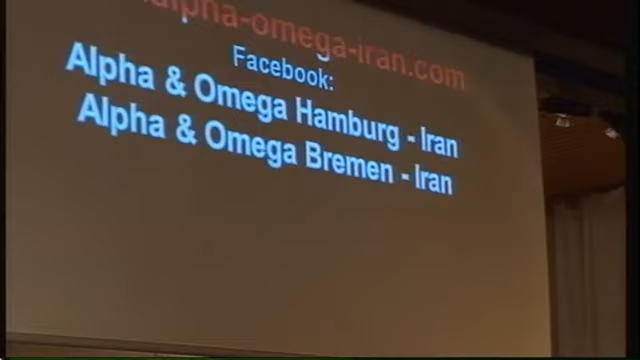 alpha-omega-iran.com
Facebook:
Alpha & Omega Hamburg - Iran
Alpha & Omega Bremen - Iran